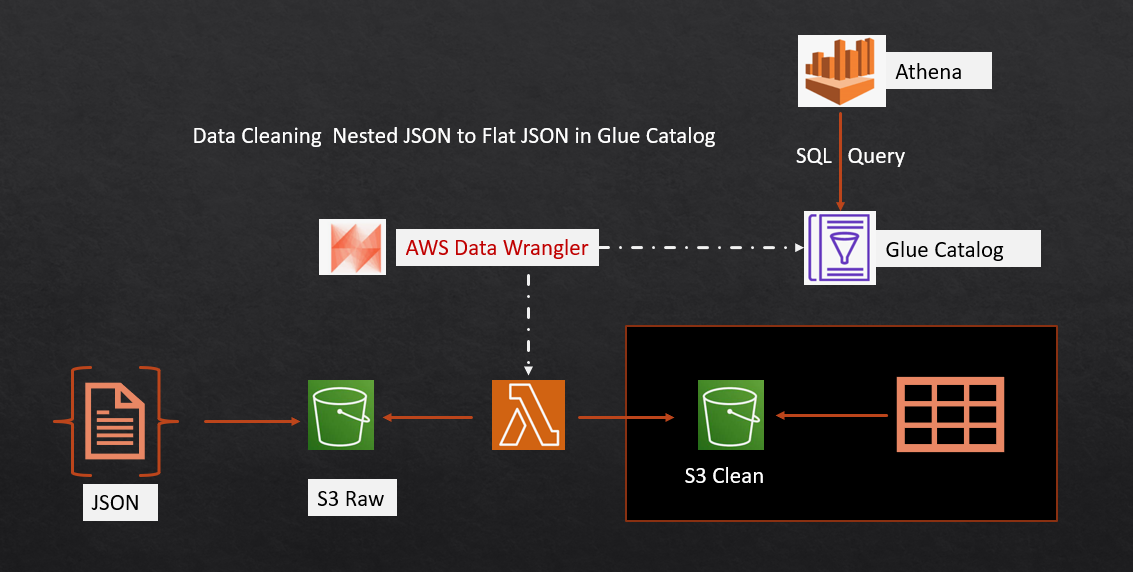 Athena
Data Cleaning  Nested JSON to Flat JSON in Glue Catalog
SQL Query
AWS Data Wrangler
Glue Catalog
S3 Clean
JSON
S3 Raw